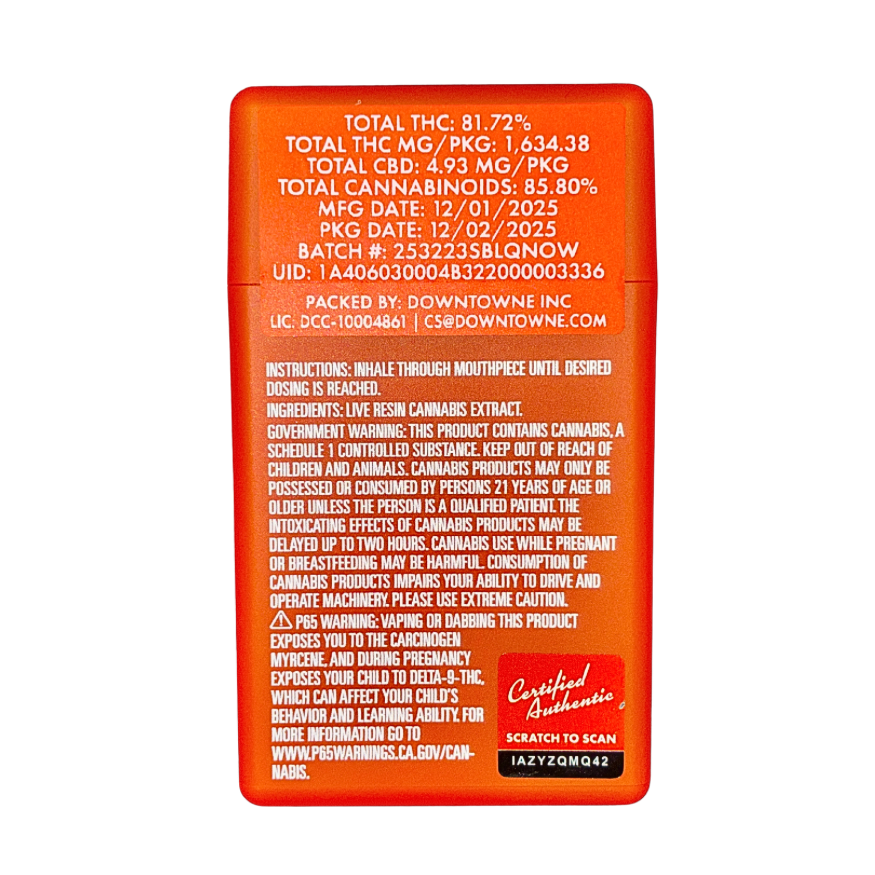 TOTAL THC: 81.72%
TOTAL THC MG/PKG: 1,634.38
TOTAL CBD: 4.93 MG/PKG
TOTAL CANNABINOIDS: 85.80%
MFG DATE: 12/01/2025
PKG DATE: 12/02/2025
BATCH #: 253223SBLQNOW
UID: 1A406030004B322000003336
PACKED BY: DOWNTOWNE INC
LIC. DCC-10004861 | CS@DOWNTOWNE.COM
INSTRUCTIONS: INHALE THROUGH MOUTHPIECE UNTIL DESIRED
DOSING IS REACHED.
INGREDIENTS: LIVE RESIN CANNABIS EXTRACT.
GOVERNMENT WARNING: THIS PRODUCT CONTAINS CANNABIS, A
SCHEDULE 1 CONTROLLED SUBSTANCE. KEEP OUT OF REACH OF
CHILDREN AND ANIMALS. CANNABIS PRODUCTS MAY ONLY BE
POSSESSED OR CONSUMED BY PERSONS 21 YEARS OF AGE OR
OLDER UNLESS THE PERSON IS A QUALIFIED PATIENT. THE
INTOXICATING EFFECTS OF CANNABIS PRODUCTS MAY BE
DELAYED UP TO TWO HOURS. CANNABIS USE WHILE PREGNANT
OR BREASTFEEDING MAY BE HARMFUL. CONSUMPTION OF
CANNABIS PRODUCTS IMPAIRS YOUR ABILITY TO DRIVE AND
OPERATE MACHINERY. PLEASE USE EXTREME CAUTION.
⚠ P65 WARNING: VAPING OR DABBING THIS PRODUCT
EXPOSES YOU TO THE CARCINOGEN
MYRCENE, AND DURING PREGNANCY
EXPOSES YOUR CHILD TO DELTA-9-THC,
WHICH CAN AFFECT YOUR CHILD'S
BEHAVIOR AND LEARNING ABILITY. FOR
MORE INFORMATION GO TO
WWW.P65WARNINGS.CA.GOV/CAN-
NABIS.
Certified
Authentic
SCRATCH TO SCAN
IAZYZQMQ42